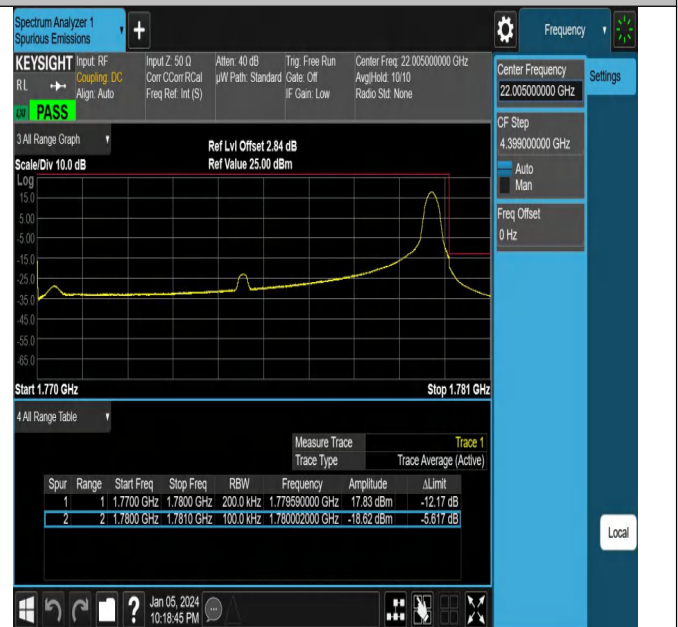 Spectrum Analyzer 1
Spurious Emissions
Frequency
KEYSIGHT Input: RF
RL Coupling: DC
Align: Auto
Input Z: 50 Ω
Corr CCorr RCal
Freq Ref: Int (S)
Atten: 40 dB
µW Path: Standard
Trig: Free Run
Gate: Off
IF Gain: Low
Center Freq: 22.005000000 GHz
Avg|Hold: 10/10
Radio Std: None
PASS
Center Frequency
22.005000000 GHz
Settings
CF Step
4.399000000 GHz
Auto
Man
Freq Offset
0 Hz
3 All Range Graph
Scale/Div 10.0 dB
Ref Lvl Offset 2.84 dB
Ref Value 25.00 dBm
Log
15.0
5.00
-5.00
-15.0
-25.0
-35.0
-45.0
-55.0
-65.0
Start 1.770 GHz Stop 1.781 GHz
4 All Range Table
Measure Trace Trace 1
Trace Type Trace Average (Active)
Spur Range Start Freq Stop Freq RBW Frequency Amplitude ΔLimit
1 1 1.7700 GHz 1.7800 GHz 200.0 kHz 1.779590000 GHz 17.83 dBm -12.17 dB
2 2 1.7800 GHz 1.7810 GHz 100.0 kHz 1.780002000 GHz -18.62 dBm -5.617 dB
Local
? Jan 05, 2024
10:18:45 PM